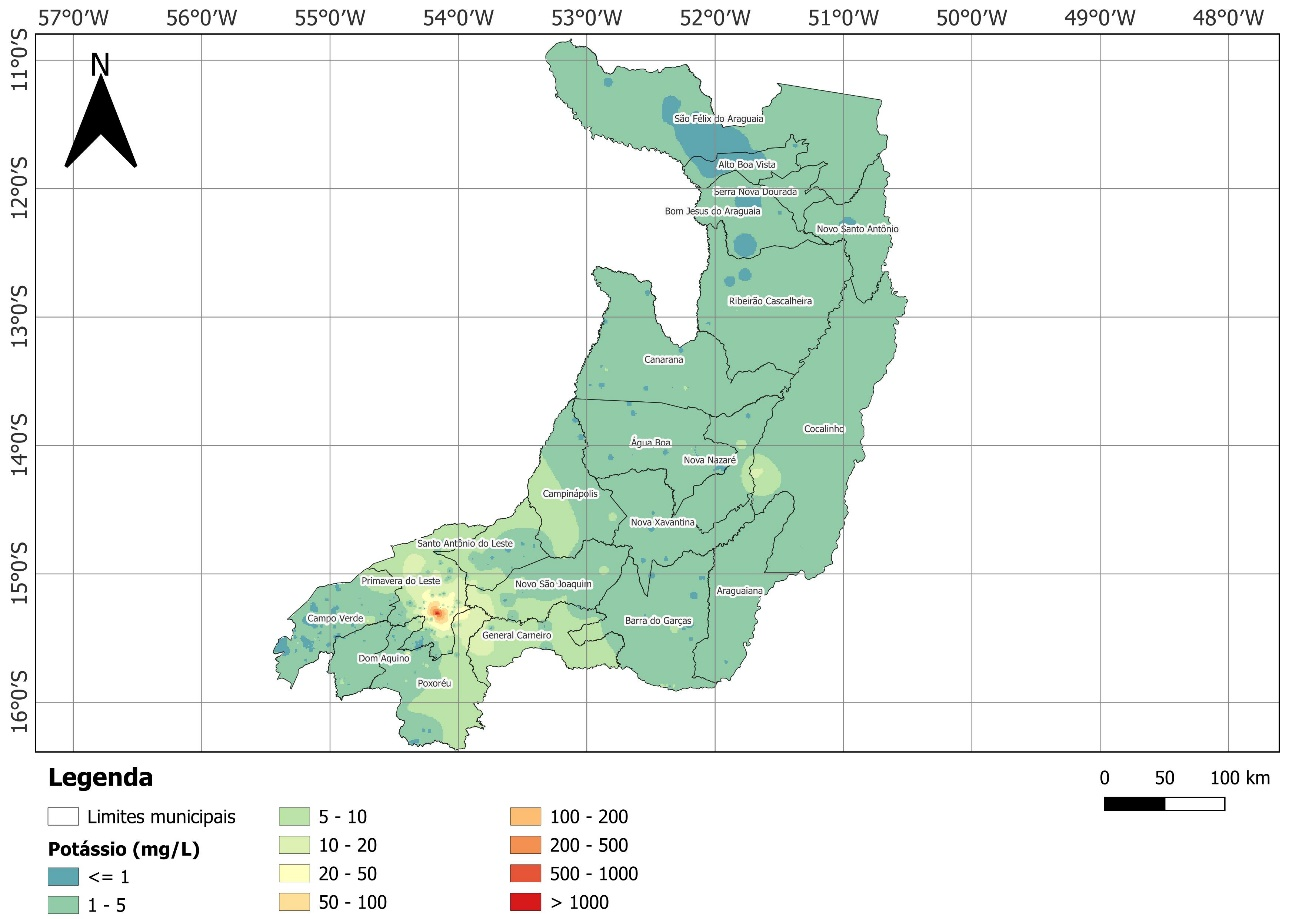 57°0'W 56°0'W 55°0'W 54°0'W 53°0'W 52°0'W 51°0'W 50°0'W 49°0'W 48°0'W
11°0'S
12°0'S
13°0'S
14°0'S
15°0'S
16°0'S
N
São Félix do Araguaia
Alto Boa Vista
Serra Nova Dourada
Bom Jesus do Araguaia
Novo Santo Antônio
Ribeirão Cascalheira
Canarana
Cocalinho
Água Boa
Nova Nazaré
Campinápolis
Nova Xavantina
Santo Antônio do Leste
Primavera do Leste
Novo São Joaquim
Araguaiana
Campo Verde
Barra do Garças
General Carneiro
Dom Aquino
Poxoréu
Legenda
Limites municipais
Potássio (mg/L)
<= 1
1 - 5
5 - 10
10 - 20
20 - 50
50 - 100
100 - 200
200 - 500
500 - 1000
> 1000
0 50 100 km